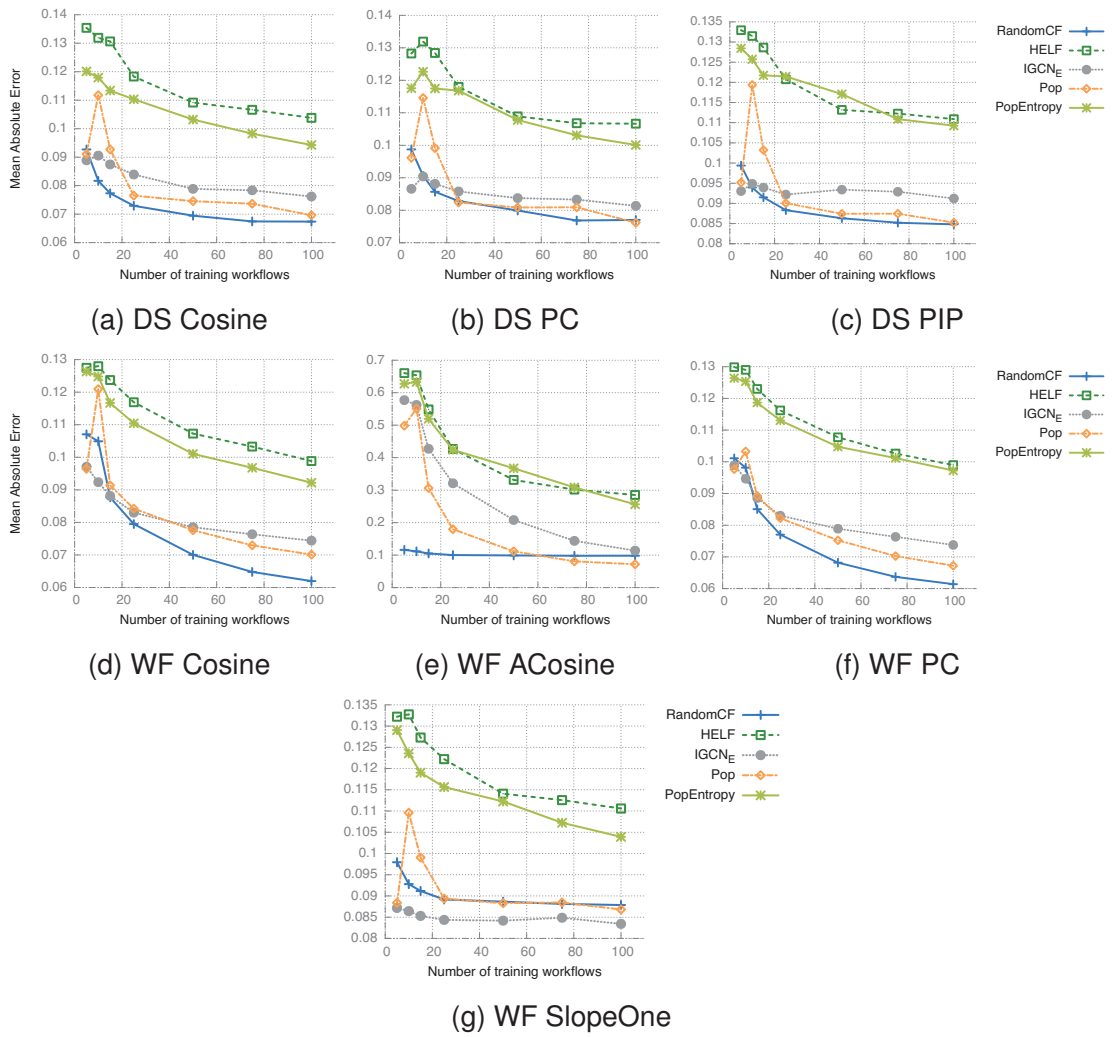 0.14
0.13
0.12
0.11
0.1
0.09
0.08
0.07
0.06
Mean Absolute Error
0 20 40 60 80 100
Number of training workflows
(a) DS Cosine
0.14
0.13
0.12
0.11
0.1
0.09
0.08
0.07
0 20 40 60 80 100
Number of training workflows
(b) DS PC
0.135
0.13
0.125
0.12
0.115
0.11
0.105
0.1
0.095
0.09
0.085
0.08
0 20 40 60 80 100
Number of training workflows
(c) DS PIP
RandomCF
HELF
IGCN_E
Pop
PopEntropy
0.13
0.12
0.11
0.1
0.09
0.08
0.07
0.06
Mean Absolute Error
0 20 40 60 80 100
Number of training workflows
(d) WF Cosine
0.7
0.6
0.5
0.4
0.3
0.2
0.1
0
0 20 40 60 80 100
Number of training workflows
(e) WF ACosine
0.13
0.12
0.11
0.1
0.09
0.08
0.07
0.06
0 20 40 60 80 100
Number of training workflows
(f) WF PC
RandomCF
HELF
IGCN_E
Pop
PopEntropy
0.135
0.13
0.125
0.12
0.115
0.11
0.105
0.1
0.095
0.09
0.085
0.08
Mean Absolute Error
0 20 40 60 80 100
Number of training workflows
(g) WF SlopeOne
RandomCF
HELF
IGCN_E
Pop
PopEntropy